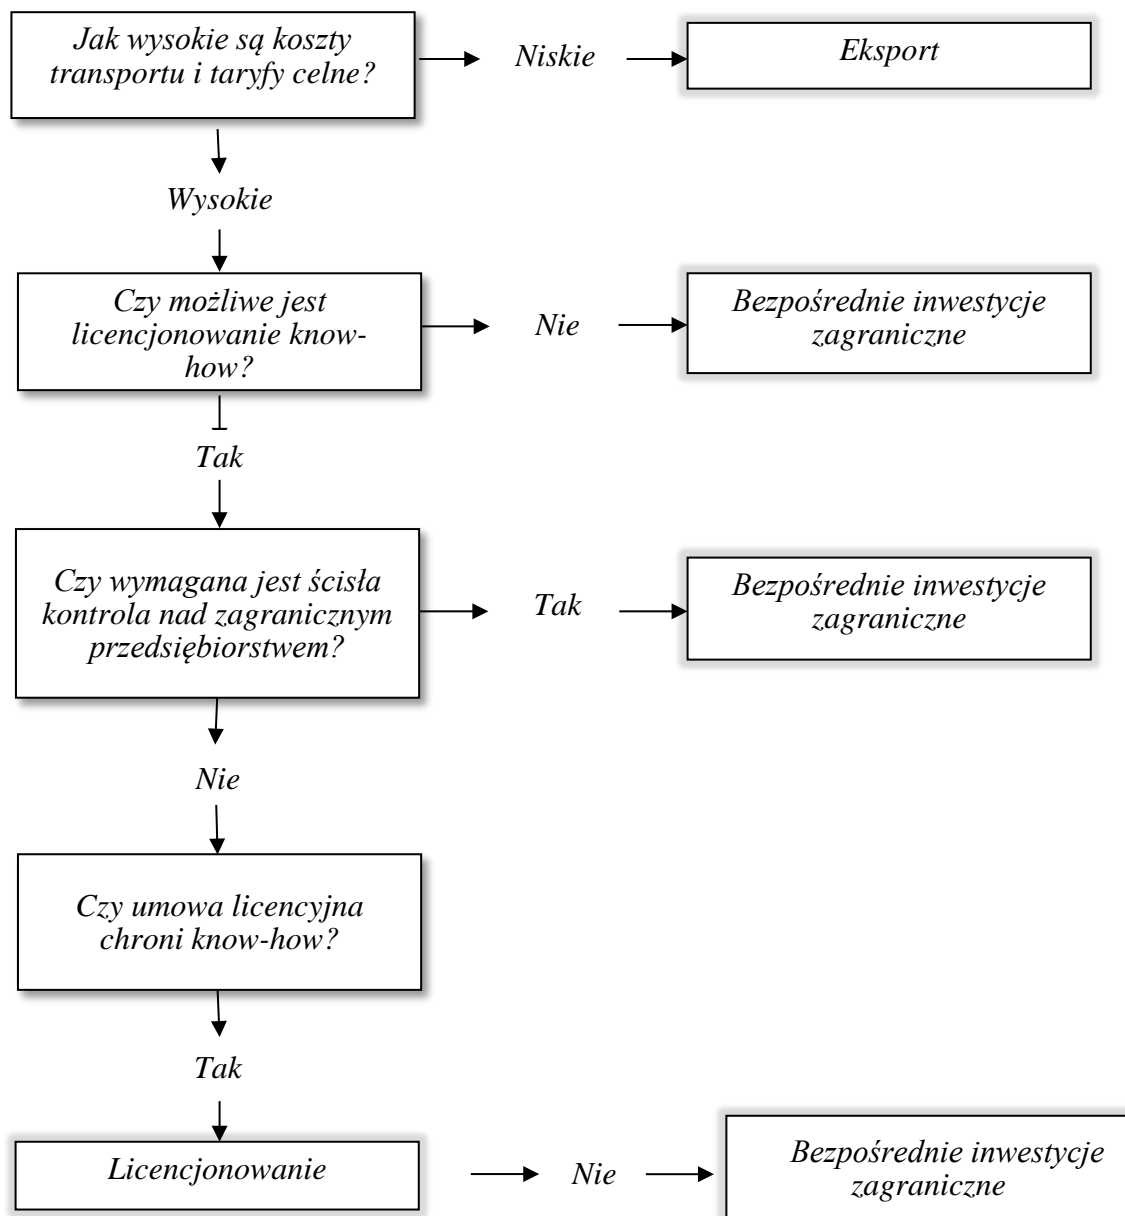 Jak wysokie są koszty
transportu i taryfy celne?
Niskie
Eksport
Wysokie
Czy możliwe jest
licencjonowanie know-
how?
Nie
Bezpośrednie inwestycje
zagraniczne
Tak
Czy wymagana jest ścisła
kontrola nad zagranicznym
przedsiębiorstwem?
Tak
Bezpośrednie inwestycje
zagraniczne
Nie
Czy umowa licencyjna
chroni know-how?
Tak
Licencjonowanie
Nie
Bezpośrednie inwestycje
zagraniczne